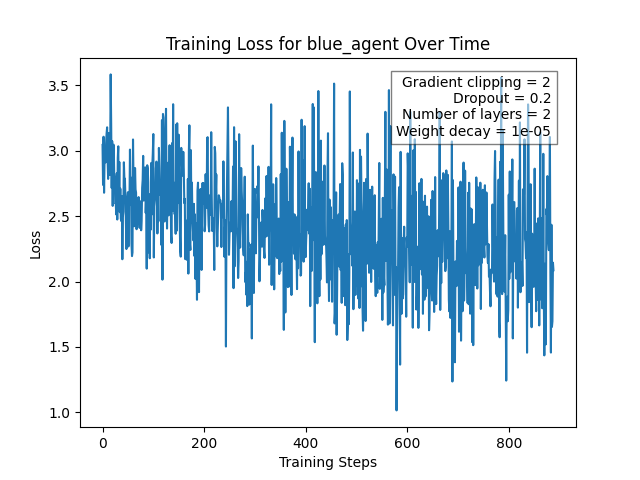 Training Loss for blue_agent Over Time
Gradient clipping = 2
Dropout = 0.2
Number of layers = 2
Weight decay = 1e-05
3.5
3.0
2.5
2.0
1.5
1.0
Loss
0 200 400 600 800
Training Steps